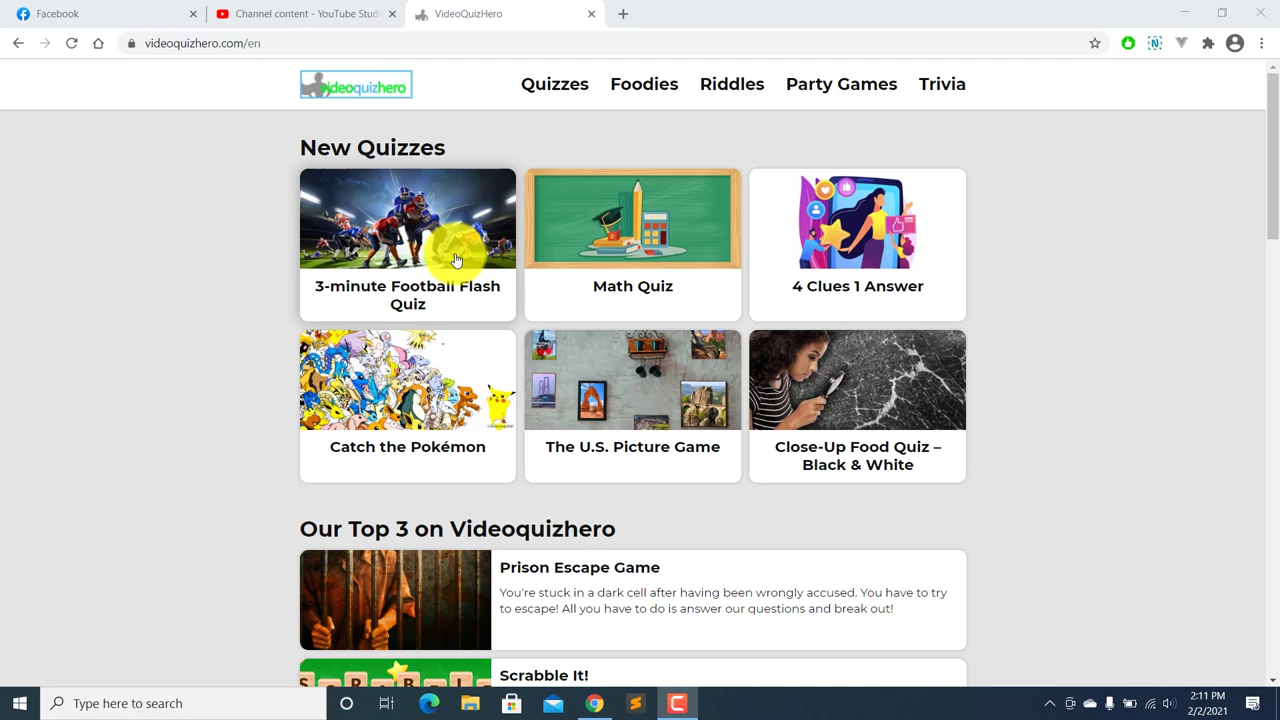 Facebook
Channel content - YouTube Stud
VideoQuizHero
videoquizhero.com/en
videoquizhero
Quizzes Foodies Riddles Party Games Trivia
New Quizzes
3-minute Football Flash
Quiz
Math Quiz
4 Clues 1 Answer
Catch the Pokémon
The U.S. Picture Game
Close-Up Food Quiz –
Black & White
Our Top 3 on Videoquizhero
Prison Escape Game
You're stuck in a dark cell after having been wrongly accused. You have to try
to escape! All you have to do is answer our questions and break out!
Scrabble It!
Type here to search
2:11 PM
2/2/2021